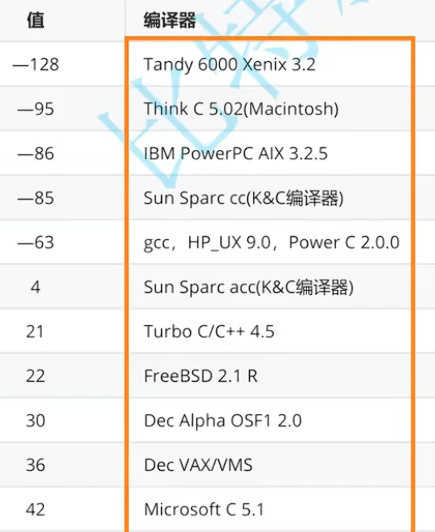 值 编译器
—128 Tandy 6000 Xenix 3.2
—95 Think C 5.02(Macintosh)
—86 IBM PowerPC AIX 3.2.5
—85 Sun Sparc cc(K&C编译器)
—63 gcc，HP_UX 9.0，Power C 2.0.0
4 Sun Sparc acc(K&C编译器)
21 Turbo C/C++ 4.5
22 FreeBSD 2.1 R
30 Dec Alpha OSF1 2.0
36 Dec VAX/VMS
42 Microsoft C 5.1
比特